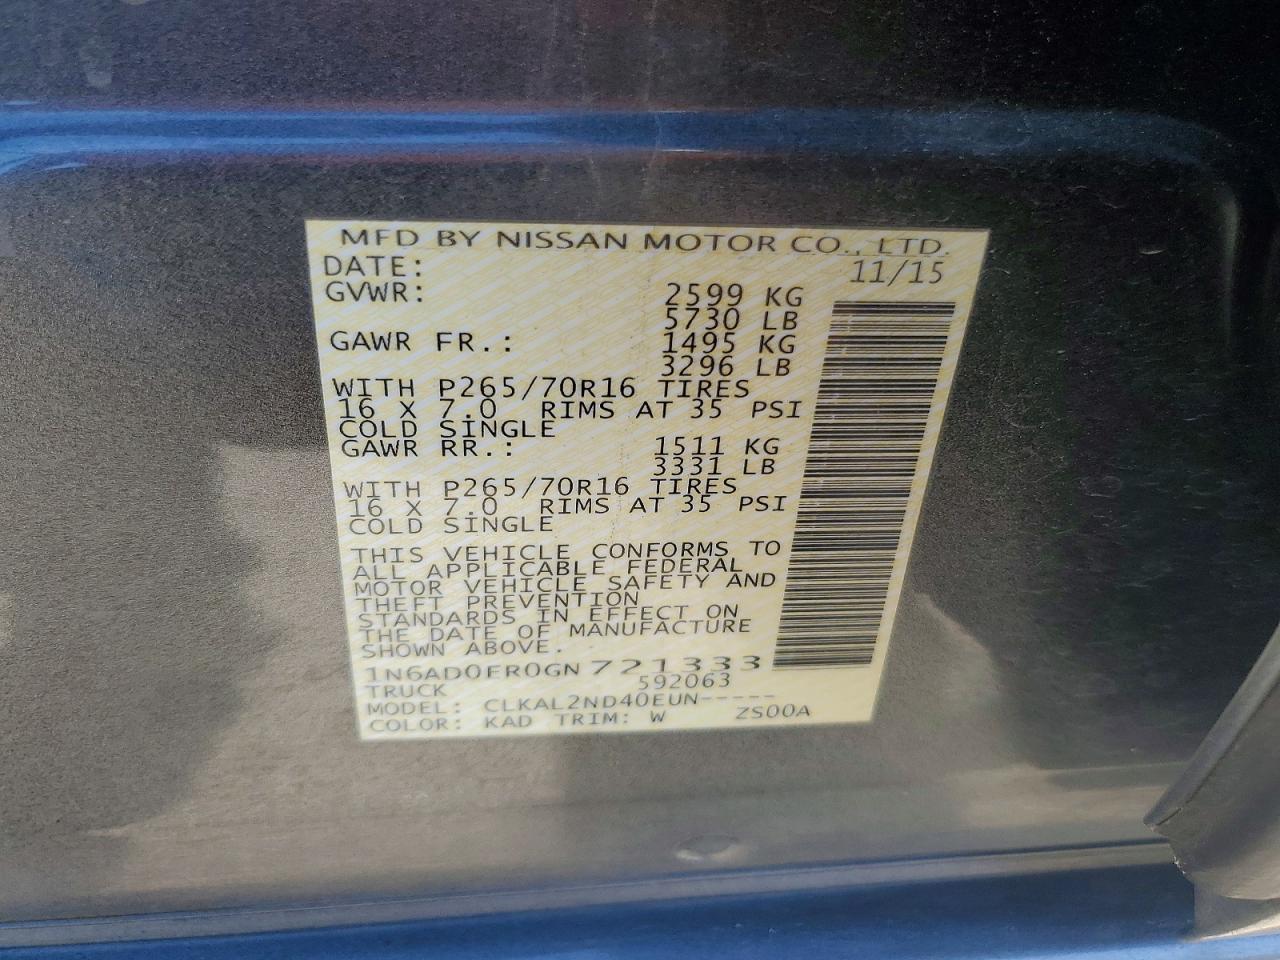 MFD BY NISSAN MOTOR CO., LTD.
DATE: 11/15
GVWR: 2599 KG
5730 LB
GAWR FR.: 1495 KG
3296 LB
WITH P265/70R16 TIRES
16 X 7.0 RIMS AT 35 PSI
COLD SINGLE
GAWR RR.: 1511 KG
3331 LB
WITH P265/70R16 TIRES
16 X 7.0 RIMS AT 35 PSI
COLD SINGLE
THIS VEHICLE CONFORMS TO
ALL APPLICABLE FEDERAL
MOTOR VEHICLE SAFETY AND
THEFT PREVENTION
STANDARDS IN EFFECT ON
THE DATE OF MANUFACTURE
SHOWN ABOVE.
1N6AD0ER0GN721333
TRUCK 592063
MODEL: CLKAL2ND40EUN-----
COLOR: KAD TRIM: W ZS00A